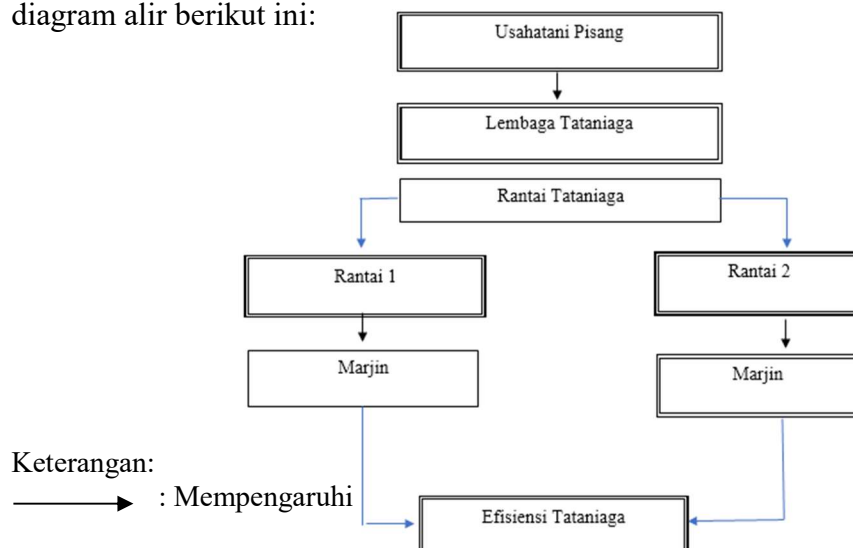 diagram alir berikut ini:
Usahatani Pisang
Lembaga Tataniaga
Rantai Tataniaga
Rantai 1
Rantai 2
Marjin
Marjin
Keterangan:
: Mempengaruhi
Efisiensi Tataniaga